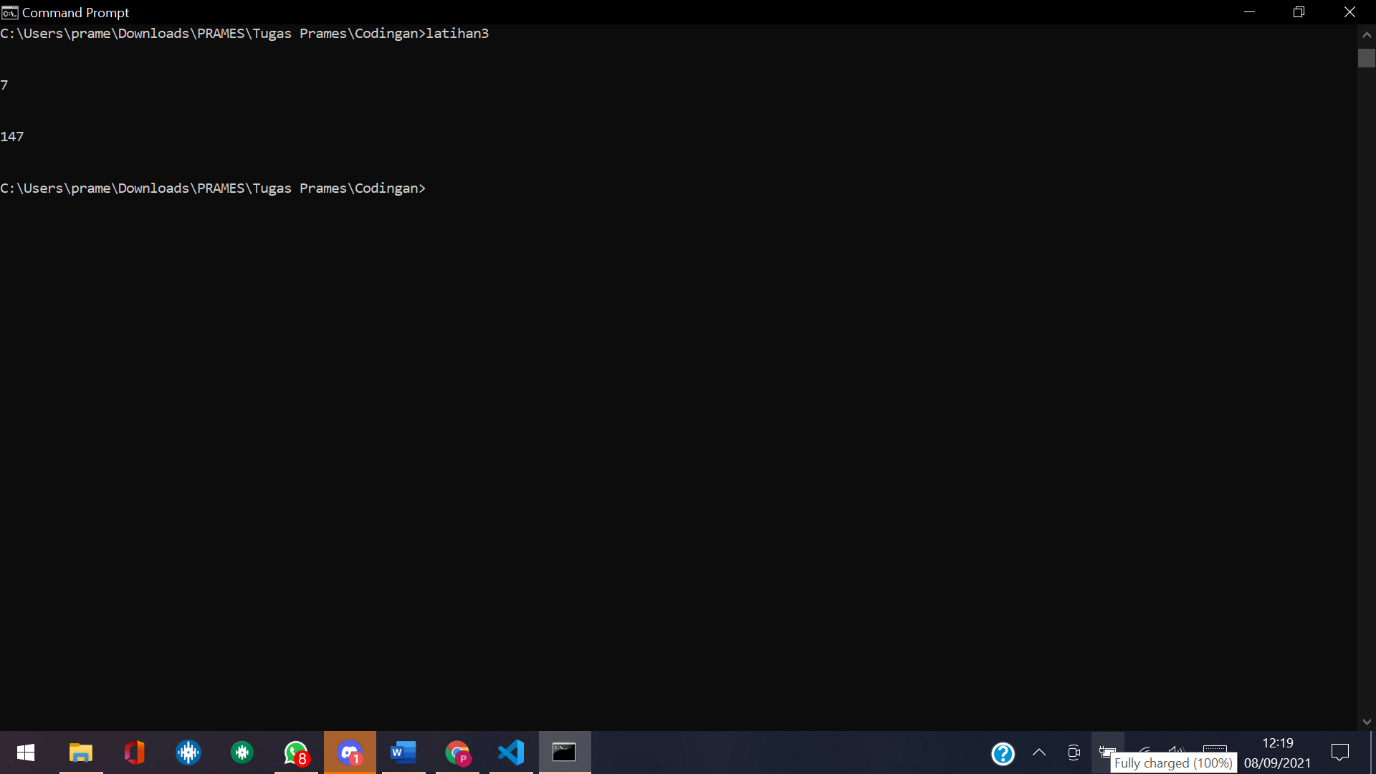 Command Prompt
C:\Users\prame\Downloads\PRAMES\Tugas Prames\Codingan>latihan3
7
147
C:\Users\prame\Downloads\PRAMES\Tugas Prames\Codingan>
8
1
W
P
?
12:19
Fully charged (100%)
08/09/2021